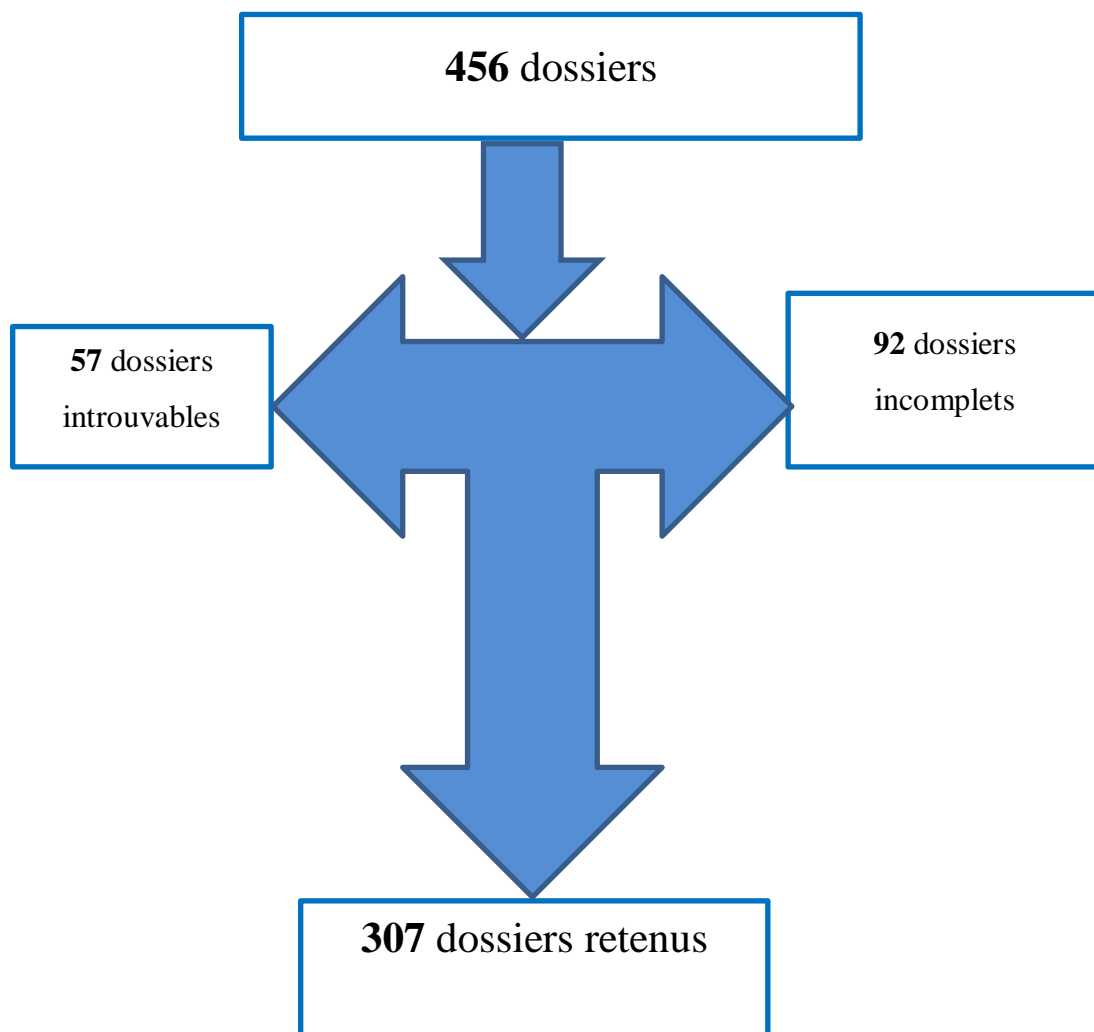 456 dossiers
57 dossiers
introuvables
92 dossiers
incomplets
307 dossiers retenus